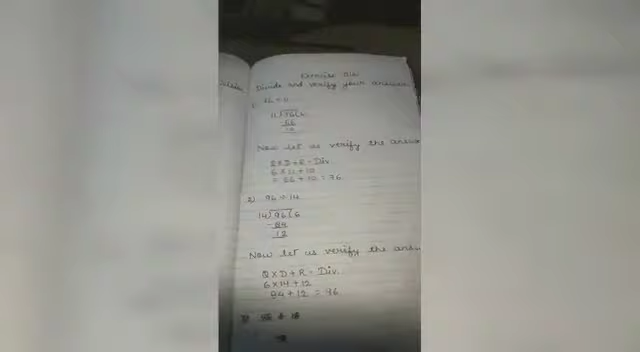 Exercise
Divide and verify your answer
1) 76 ÷ 11
11)76(6
66
10
Now let us verify the answ
Q×D+R = Div.
6×11+10
= 66+10 = 76
2) 96 ÷ 14
14)96(6
-84
12
Now let us verify the ans
Q×D+R = Div.
6×14+12
84+12 = 96
3)